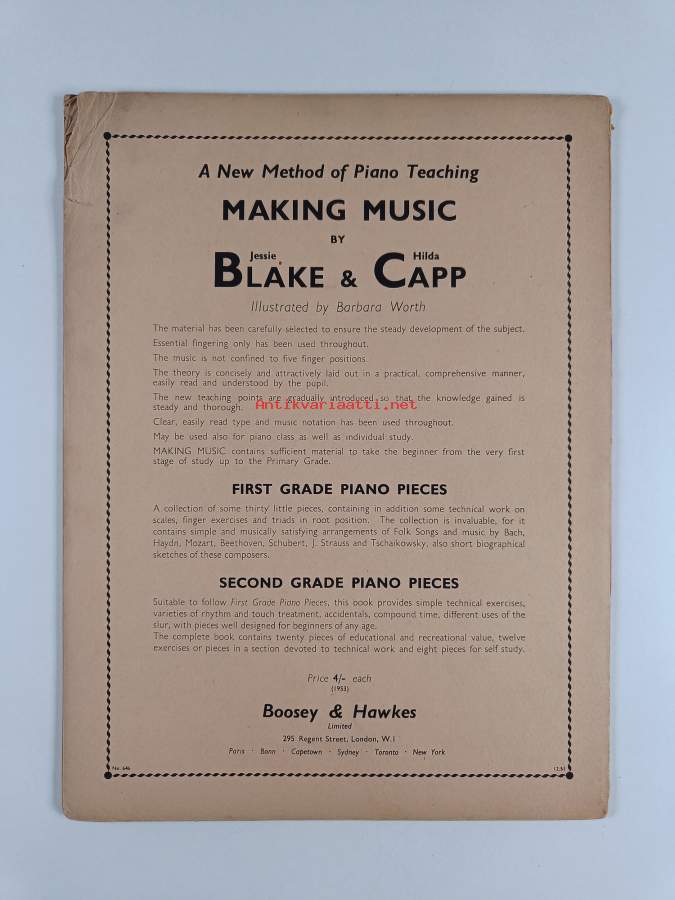 A New Method of Piano Teaching
MAKING MUSIC
BY
Jessie Hilda
BLAKE & CAPP
Illustrated by Barbara Worth
The material has been carefully selected to ensure the steady development of the subject.
Essential fingering only has been used throughout.
The music is not confined to five finger positions.
The theory is concisely and attractively laid out in a practical, comprehensive manner,
easily read and understood by the pupil.
The new teaching points are gradually introduced so that the knowledge gained is
steady and thorough.
Antikvariaatti.net
Clear, easily read type and music notation has been used throughout.
May be used also for piano class as well as individual study.
MAKING MUSIC contains sufficient material to take the beginner from the very first
stage of study up to the Primary Grade.
FIRST GRADE PIANO PIECES
A collection of some thirty little pieces, containing in addition some technical work on
scales, finger exercises and triads in root position. The collection is invaluable, for it
contains simple and musically satisfying arrangements of Folk Songs and music by Bach,
Haydn, Mozart, Beethoven, Schubert, J. Strauss and Tschaikowsky, also short biographical
sketches of these composers.
SECOND GRADE PIANO PIECES
Suitable to follow First Grade Piano Pieces, this book provides simple technical exercises,
varieties of rhythm and touch treatment, accidentals, compound time, different uses of the
slur, with pieces well designed for beginners of any age.
The complete book contains twenty pieces of educational and recreational value, twelve
exercises or pieces in a section devoted to technical work and eight pieces for self study.
Price 4/- each
(1953)
Boosey & Hawkes
Limited
295 Regent Street, London, W.1
Paris · Bonn · Capetown · Sydney · Toronto · New York
No. 646